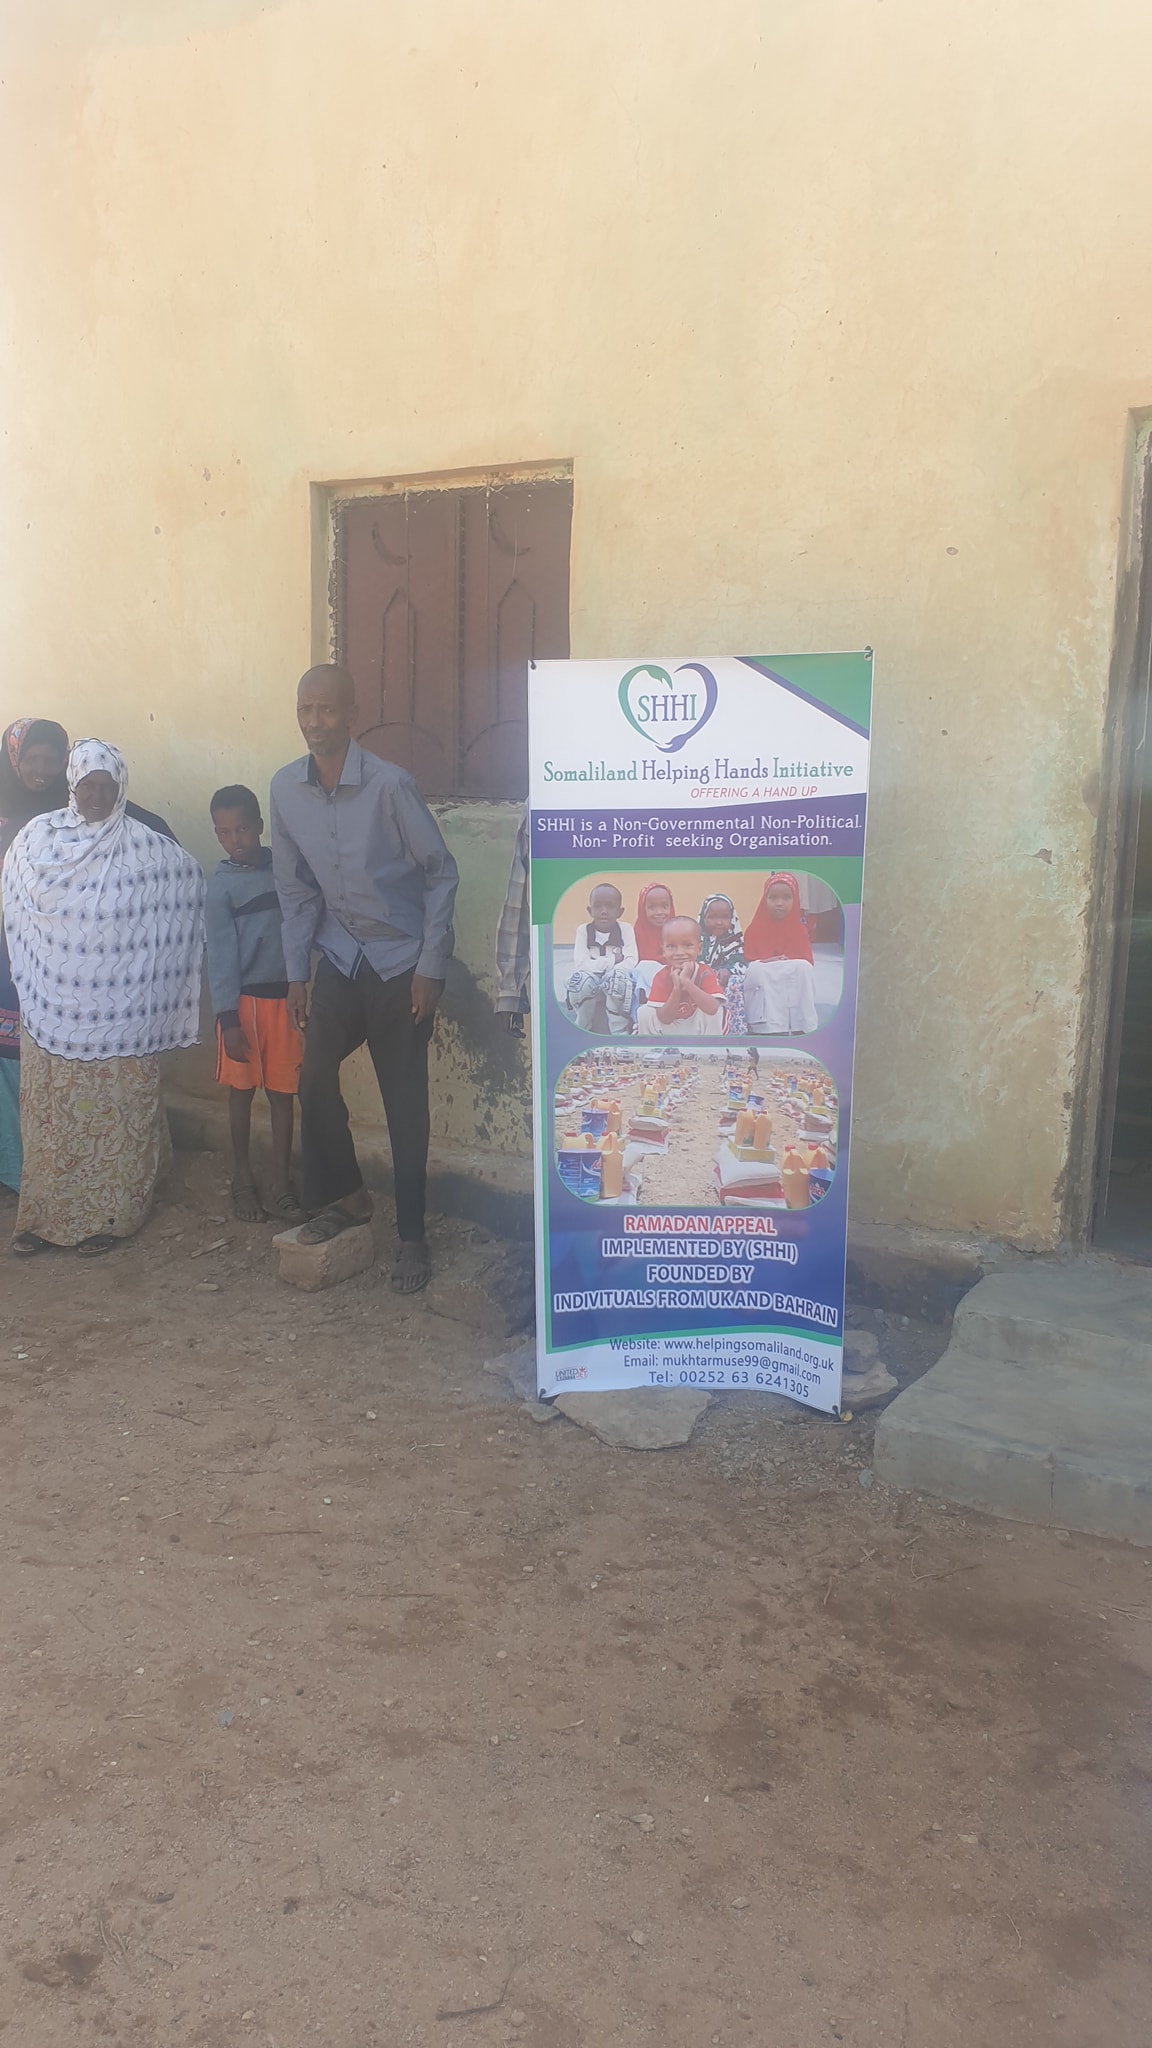 SHHI
Somaliland Helping Hands Initiative
OFFERING A HAND UP
SHHI is a Non-Governmental Non-Political.
Non- Profit seeking Organisation.
RAMADAN APPEAL
IMPLEMENTED BY (SHHI)
FOUNDED BY
INDIVITUALS FROM UK AND BAHRAIN
Website: www.helpingsomaliland.org.uk
Email: mukhtarmuse99@gmail.com
Tel: 00252 63 6241305
UNITED